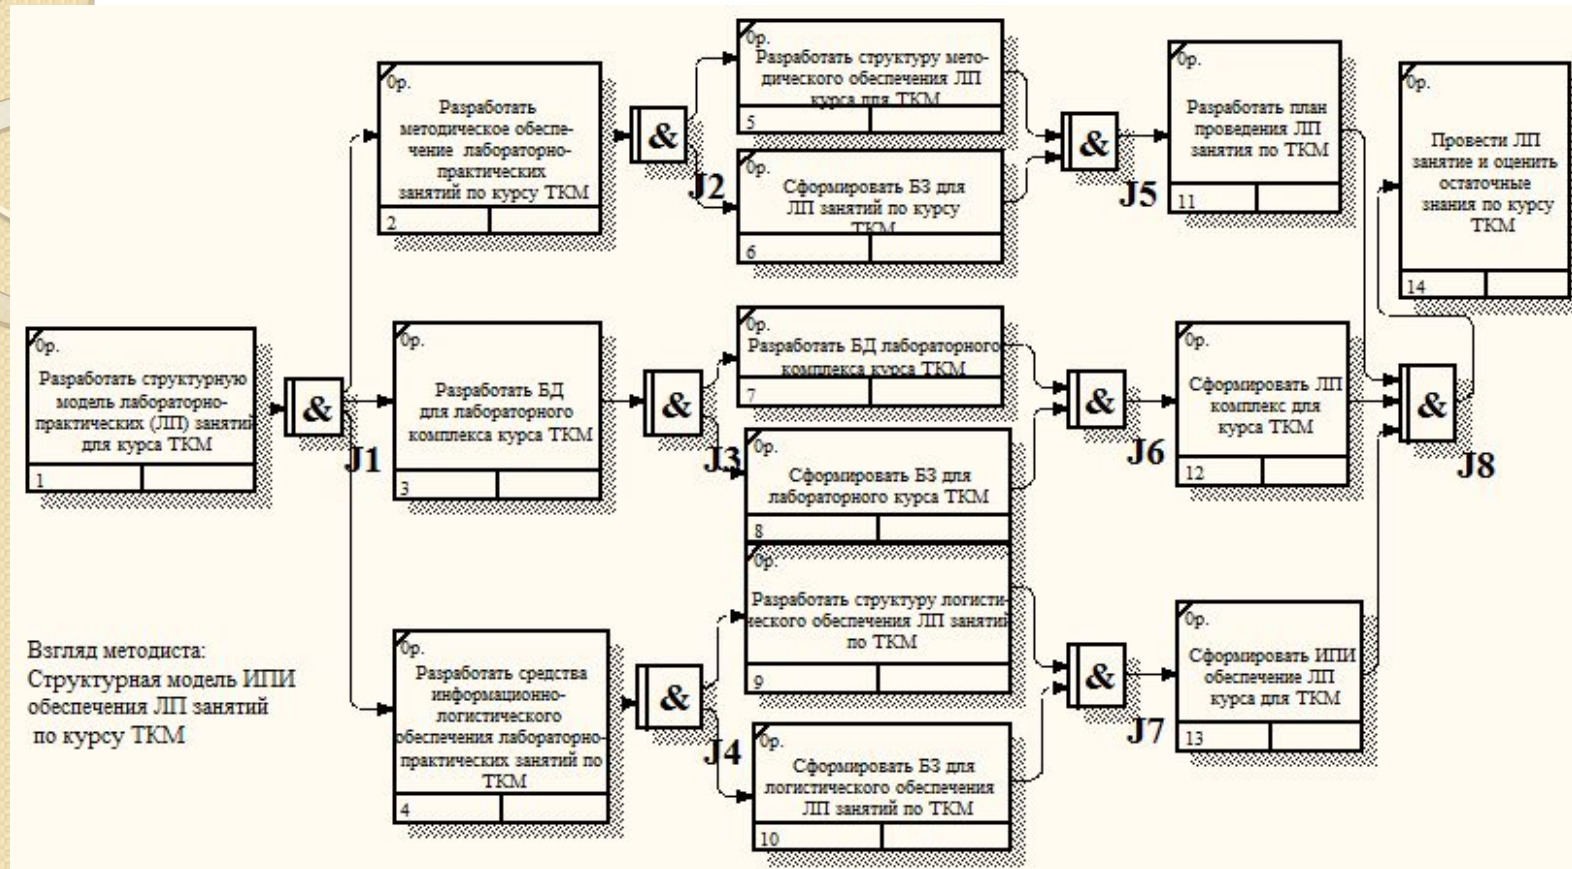 0р.
Разработать структурную
модель лабораторно-
практических (ЛП) занятий
для курса ТКМ
1
&
J1
0р.
Разработать
методическое обеспе-
чение лабораторно-
практических
занятий по курсу ТКМ
2
0р.
Разработать БД
для лабораторного
комплекса курса ТКМ
3
0р.
Разработать средства
информационно-
логистического
обеспечения лабораторно-
практических занятий по
ТКМ
4
&
J2
&
J3
&
J4
0р.
Разработать структуру мето-
дического обеспечения ЛП
курса для ТКМ
5
0р.
Сформировать БЗ для
ЛП занятий по курсу
ТКМ
6
0р.
Разработать БД лабораторного
комплекса курса ТКМ
7
0р.
Сформировать БЗ для
лабораторного курса ТКМ
8
0р.
Разработать структуру логисти-
ческого обеспечения ЛП занятий
по ТКМ
9
0р.
Сформировать БЗ для
логистического обеспечения
ЛП занятий по ТКМ
10
&
J5
&
J6
&
J7
0р.
Разработать план
проведения ЛП
занятия по ТКМ
11
0р.
Сформировать ЛП
комплекс для
курса ТКМ
12
0р.
Сформировать ИПИ
обеспечение ЛП
курса для ТКМ
13
&
J8
0р.
Провести ЛП
занятие и оценить
остаточные
знания по курсу
ТКМ
14
Взгляд методиста:
Структурная модель ИПИ
обеспечения ЛП занятий
по курсу ТКМ